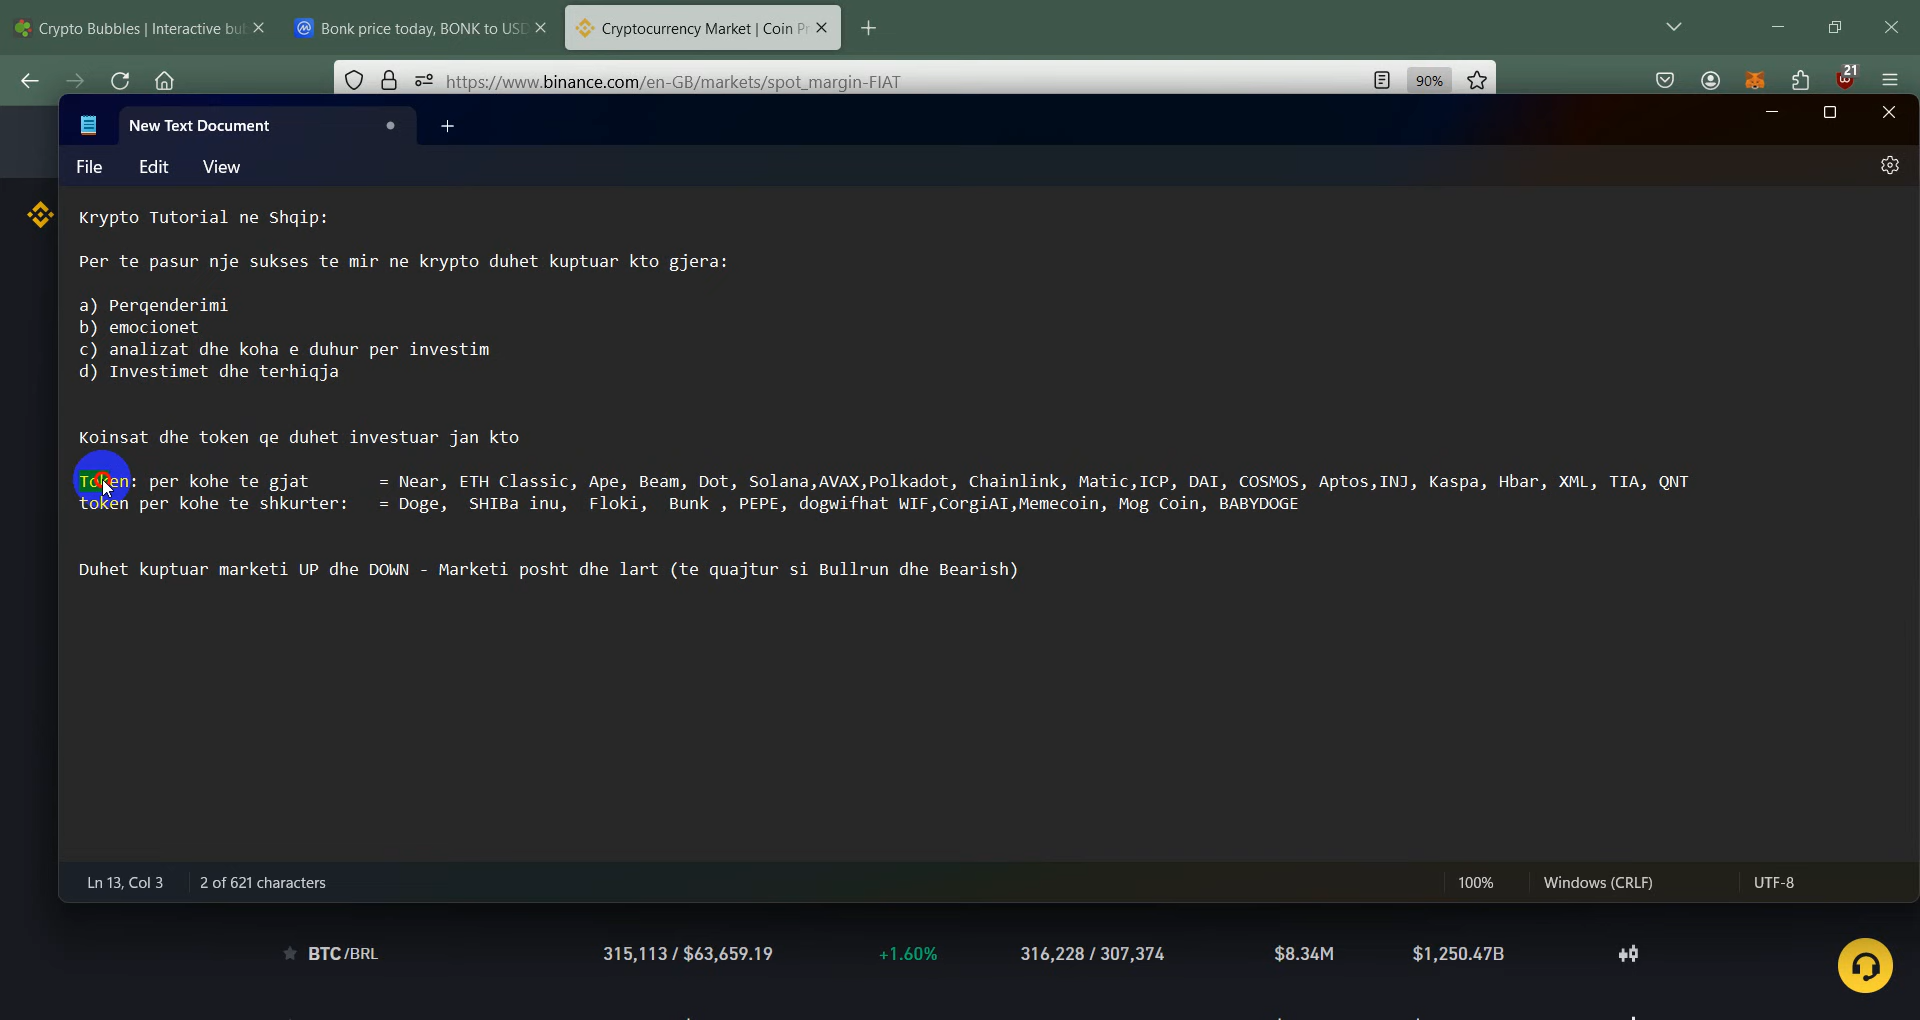 Crypto Bubbles | Interactive bu
Bonk price today, BONK to USD
Cryptocurrency Market | Coin Pr
https://www.binance.com/en-GB/markets/spot_margin-FIAT
90%
21
New Text Document
File Edit View
Krypto Tutorial ne Shqip:
Per te pasur nje sukses te mir ne krypto duhet kuptuar kto gjera:
a) Perqenderimi
b) emocionet
c) analizat dhe koha e duhur per investim
d) Investimet dhe terhiqja
Koinsat dhe token qe duhet investuar jan kto
Token: per kohe te gjat = Near, ETH Classic, Ape, Beam, Dot, Solana,AVAX,Polkadot, Chainlink, Matic,ICP, DAI, COSMOS, Aptos,INJ, Kaspa, Hbar, XML, TIA, QNT
token per kohe te shkurter: = Doge, SHIBa inu, Floki, Bunk , PEPE, dogwifhat WIF,CorgiAI,Memecoin, Mog Coin, BABYDOGE
Duhet kuptuar marketi UP dhe DOWN - Marketi posht dhe lart (te quajtur si Bullrun dhe Bearish)
Ln 13, Col 3 2 of 621 characters 100% Windows (CRLF) UTF-8
BTC/BRL 315,113 / $63,659.19 +1.60% 316,228 / 307,374 $8.34M $1,250.47B